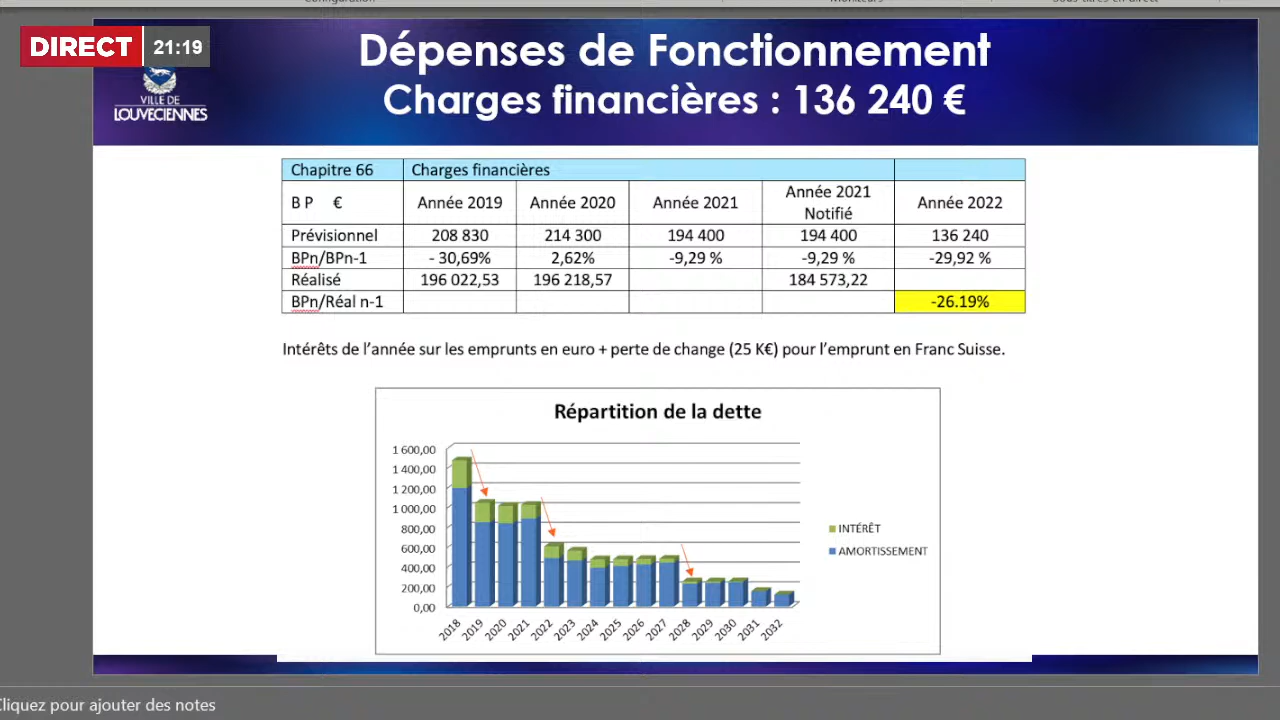 DIRECT 21:19
VILLE DE
LOUVECIENNES
Dépenses de Fonctionnement
Charges financières : 136 240 €
Chapitre 66 Charges financières
B P € Année 2019 Année 2020 Année 2021 Année 2021 Notifié Année 2022
Prévisionnel 208 830 214 300 194 400 194 400 136 240
BPn/BPn-1 - 30,69% 2,62% -9,29 % -9,29 % -29,92 %
Réalisé 196 022,53 196 218,57 184 573,22
BPn/Réal n-1 -26.19%
Intérêts de l'année sur les emprunts en euro + perte de change (25 K€) pour l'emprunt en Franc Suisse.
Répartition de la dette
1 600,00
1 400,00
1 200,00
1 000,00
800,00
600,00
400,00
200,00
0,00
2018 2019 2020 2021 2022 2023 2024 2025 2026 2027 2028 2029 2030 2031 2032
INTÉRÊT
AMORTISSEMENT
Cliquez pour ajouter des notes